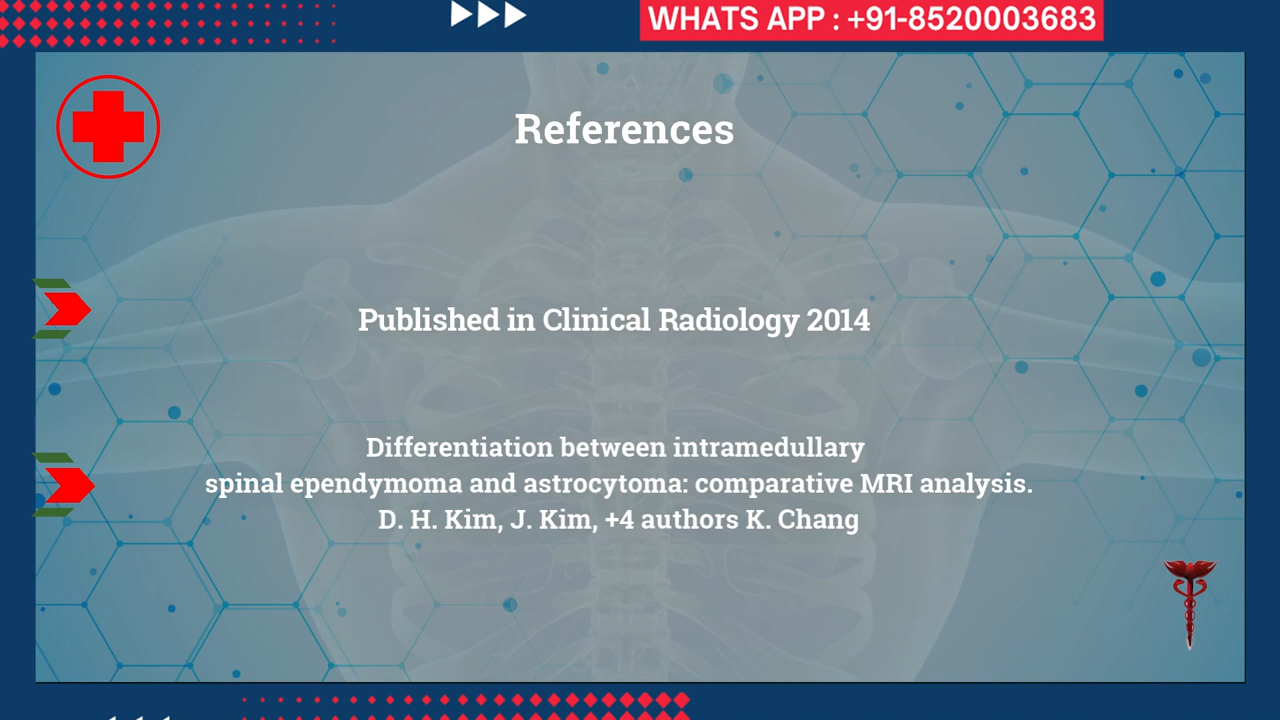 WHATS APP : +91-8520003683
References
Published in Clinical Radiology 2014
Differentiation between intramedullary
spinal ependymoma and astrocytoma: comparative MRI analysis.
D. H. Kim, J. Kim, +4 authors K. Chang